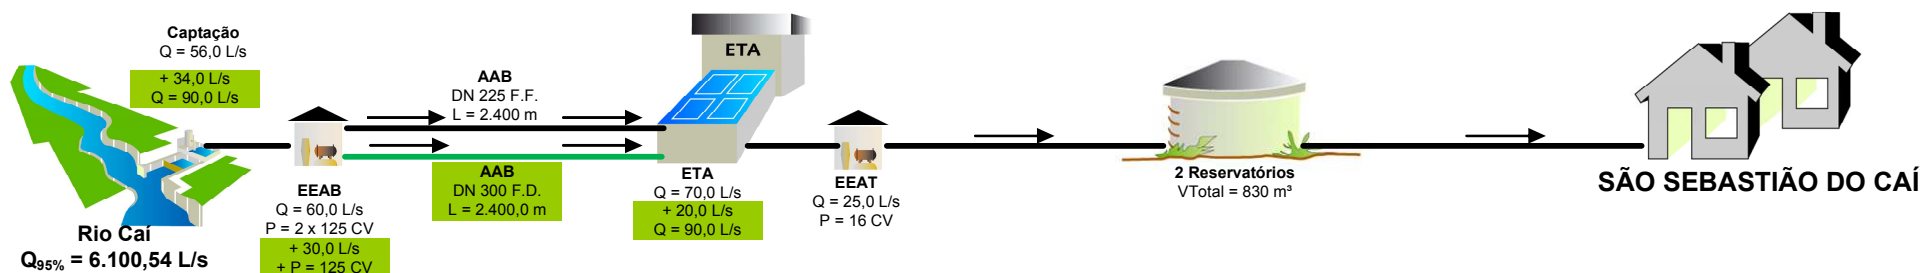 Captação
Q = 56,0 L/s
+ 34,0 L/s
Q = 90,0 L/s
Rio Caí
Q95% = 6.100,54 L/s
EEAB
Q = 60,0 L/s
P = 2 x 125 CV
+ 30,0 L/s
+ P = 125 CV
AAB
DN 225 F.F.
L = 2.400 m
AAB
DN 300 F.D.
L = 2.400,0 m
ETA
ETA
Q = 70,0 L/s
+ 20,0 L/s
Q = 90,0 L/s
EEAT
Q = 25,0 L/s
P = 16 CV
2 Reservatórios
VTotal = 830 m³
SÃO SEBASTIÃO DO CAÍ